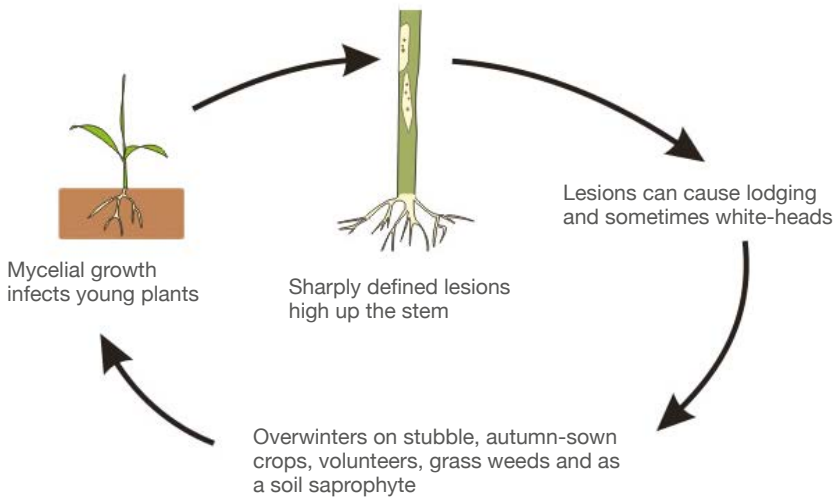 Mycelial growth
infects young plants
Sharply defined lesions
high up the stem
Lesions can cause lodging
and sometimes white-heads
Overwinters on stubble, autumn-sown
crops, volunteers, grass weeds and as
a soil saprophyte